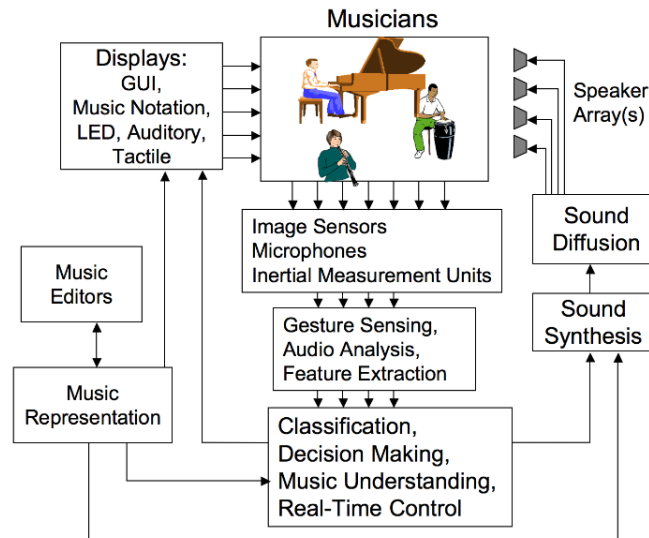 Musicians
Displays:
GUI,
Music Notation,
LED, Auditory,
Tactile
Speaker
Array(s)
Image Sensors
Microphones
Inertial Measurement Units
Sound
Diffusion
Music
Editors
Gesture Sensing,
Audio Analysis,
Feature Extraction
Sound
Synthesis
Music
Representation
Classification,
Decision Making,
Music Understanding,
Real-Time Control